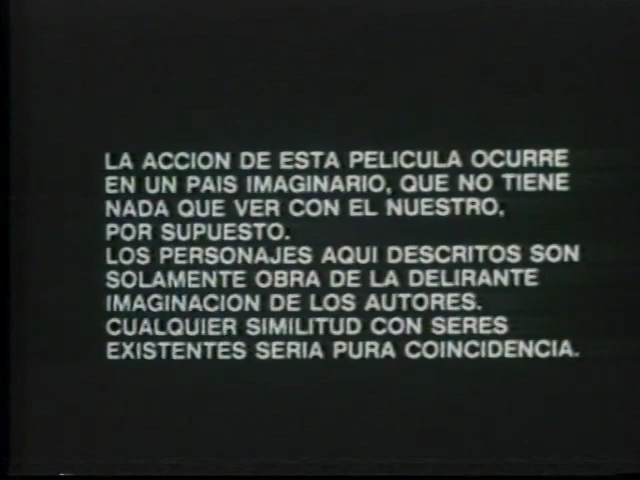 LA ACCION DE ESTA PELICULA OCURRE
EN UN PAIS IMAGINARIO, QUE NO TIENE
NADA QUE VER CON EL NUESTRO,
POR SUPUESTO.
LOS PERSONAJES AQUI DESCRITOS SON
SOLAMENTE OBRA DE LA DELIRANTE
IMAGINACION DE LOS AUTORES.
CUALQUIER SIMILITUD CON SERES
EXISTENTES SERIA PURA COINCIDENCIA.